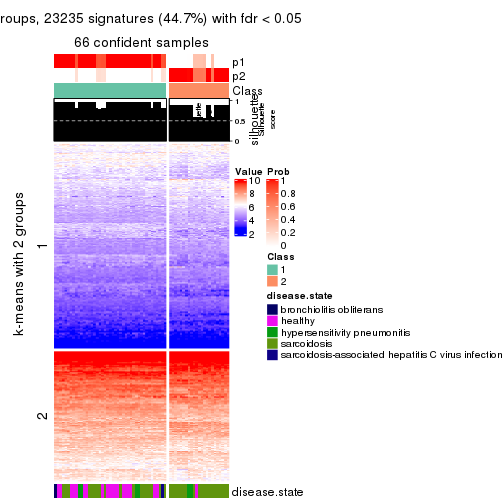 roups, 23235 signatures (44.7%) with fdr < 0.05
66 confident samples
p1
p2
Class
1
0.5
0
silhouette
Silhouette
score
k-means with 2 groups
1
2
Value
10
8
6
4
2
Prob
1
0.8
0.6
0.4
0.2
0
Class
1
2
disease.state
bronchiolitis obliterans
healthy
hypersensitivity pneumonitis
sarcoidosis
sarcoidosis-associated hepatitis C virus infection
disease.state